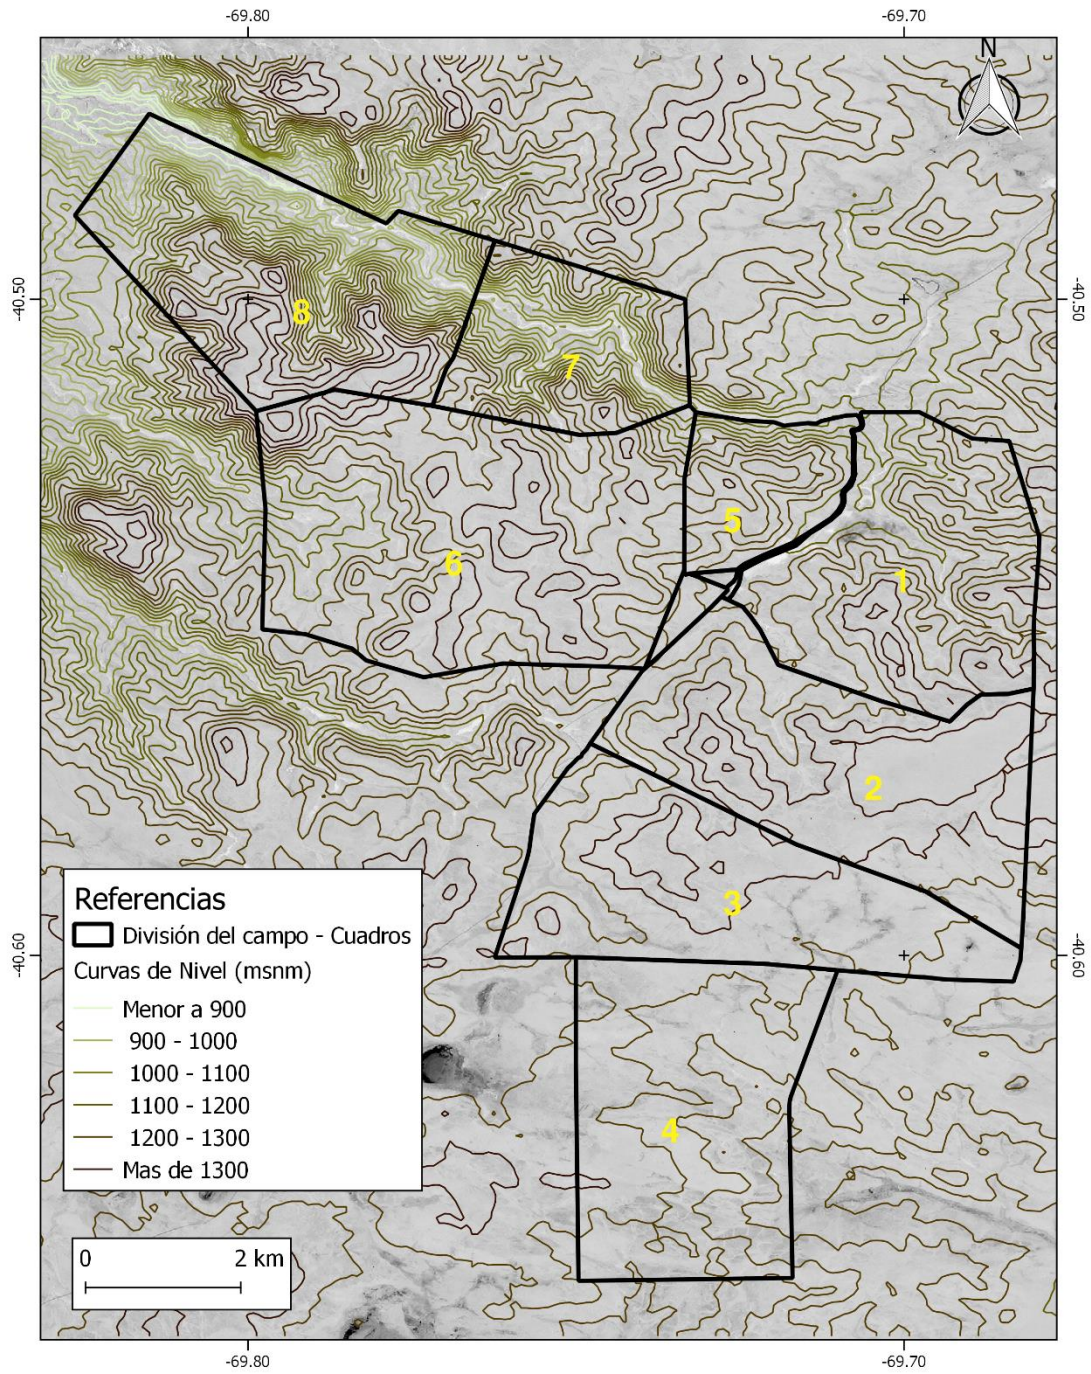 -69.80
-69.70
N
-40.50
-40.50
8
7
5
6
1
2
3
-40.60
-40.60
4
Referencias
División del campo - Cuadros
Curvas de Nivel (msnm)
Menor a 900
900 - 1000
1000 - 1100
1100 - 1200
1200 - 1300
Mas de 1300
0 2 km
-69.80
-69.70